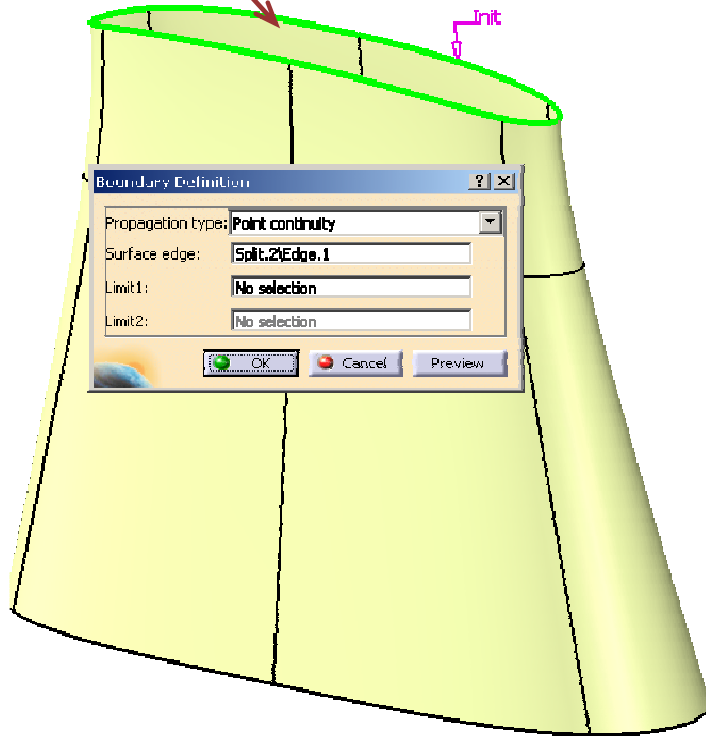 Init
Boundary Definition
Propagation type: Point continuity
Surface edge: Split.2\Edge.1
Limit1: No selection
Limit2: No selection
OK Cancel Preview